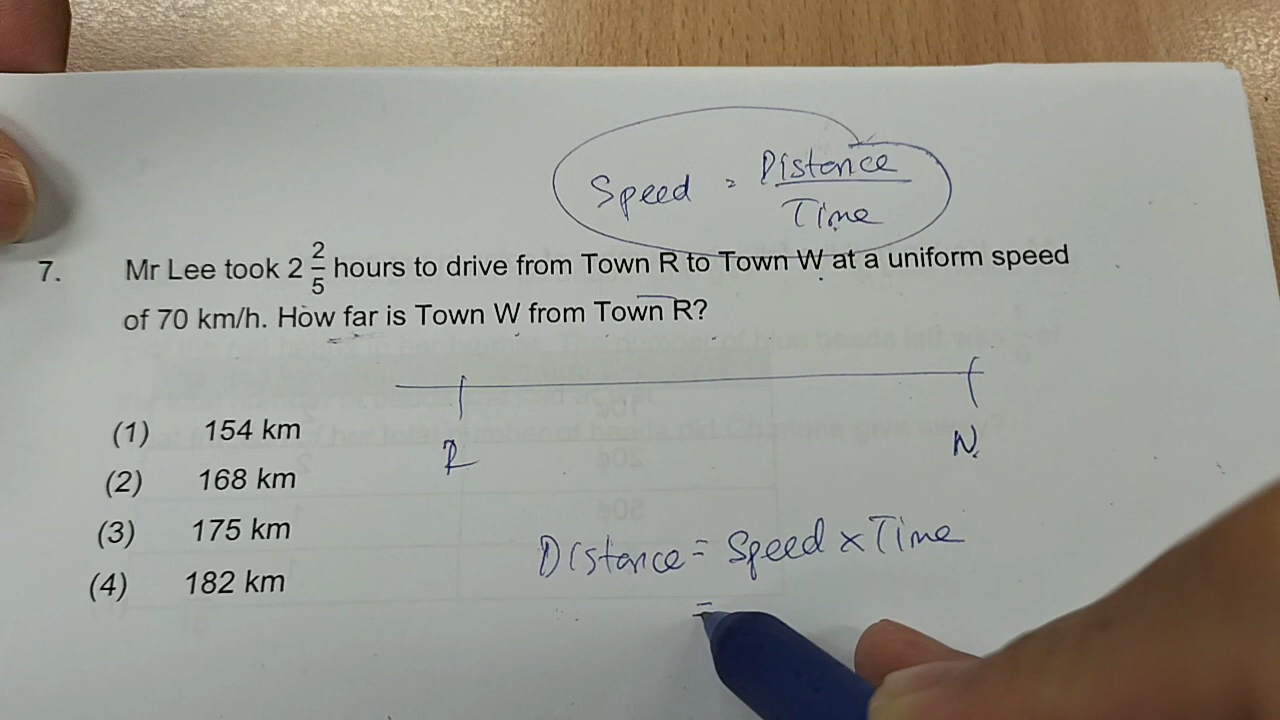 Speed = Distance / Time
7. Mr Lee took 2 2/5 hours to drive from Town R to Town W at a uniform speed
of 70 km/h. How far is Town W from Town R?
R W
(1) 154 km
(2) 168 km
(3) 175 km
(4) 182 km
Distance = Speed × Time
=